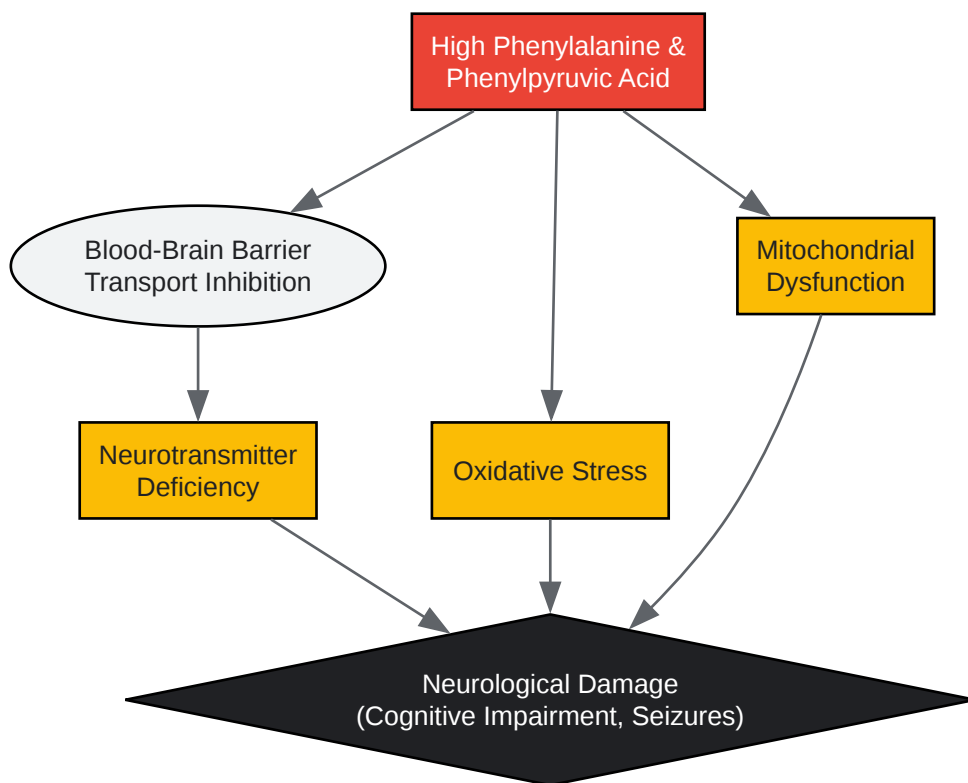 High Phenylalanine &
Phenylpyruvic Acid
Blood-Brain Barrier
Transport Inhibition
Mitochondrial
Dysfunction
Neurotransmitter
Deficiency
Oxidative Stress
Neurological Damage
(Cognitive Impairment, Seizures)